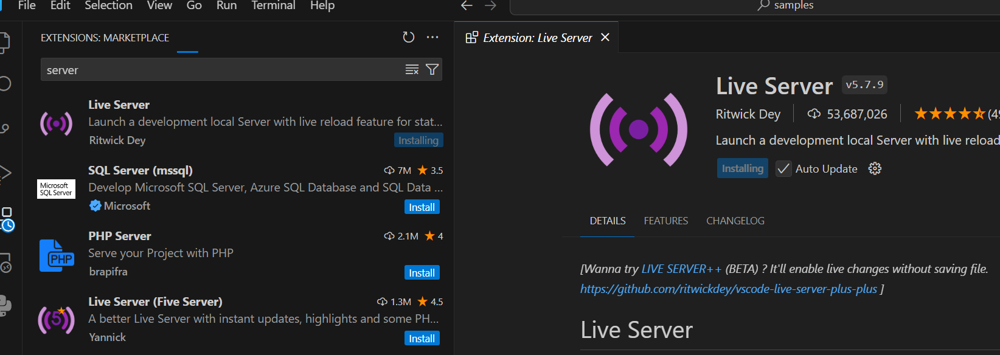 File Edit Selection View Go Run Terminal Help
samples
EXTENSIONS: MARKETPLACE
server
Live Server
Launch a development local Server with live reload feature for stat...
Ritwick Dey
Installing
SQL Server (mssql)
7M
3.5
Microsoft
SQL Server
Develop Microsoft SQL Server, Azure SQL Database and SQL Data ...
Microsoft
Install
PHP Server
2.1M
4
PHP
Serve your Project with PHP
brapifra
Install
Live Server (Five Server)
1.3M
4.5
5
A better Live Server with instant updates, highlights and some PH...
Yannick
Install
Extension: Live Server
Live Server v5.7.9
Ritwick Dey
53,687,026
Launch a development local Server with live reload
Installing
Auto Update
DETAILS FEATURES CHANGELOG
[Wanna try LIVE SERVER++ (BETA) ? It'll enable live changes without saving file.
https://github.com/ritwickdey/vscode-live-server-plus-plus ]
Live Server